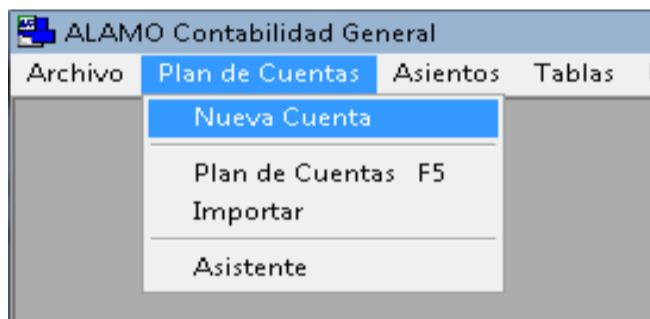 ALAMO Contabilidad General
Archivo Plan de Cuentas Asientos Tablas
Nueva Cuenta
Plan de Cuentas F5
Importar
Asistente